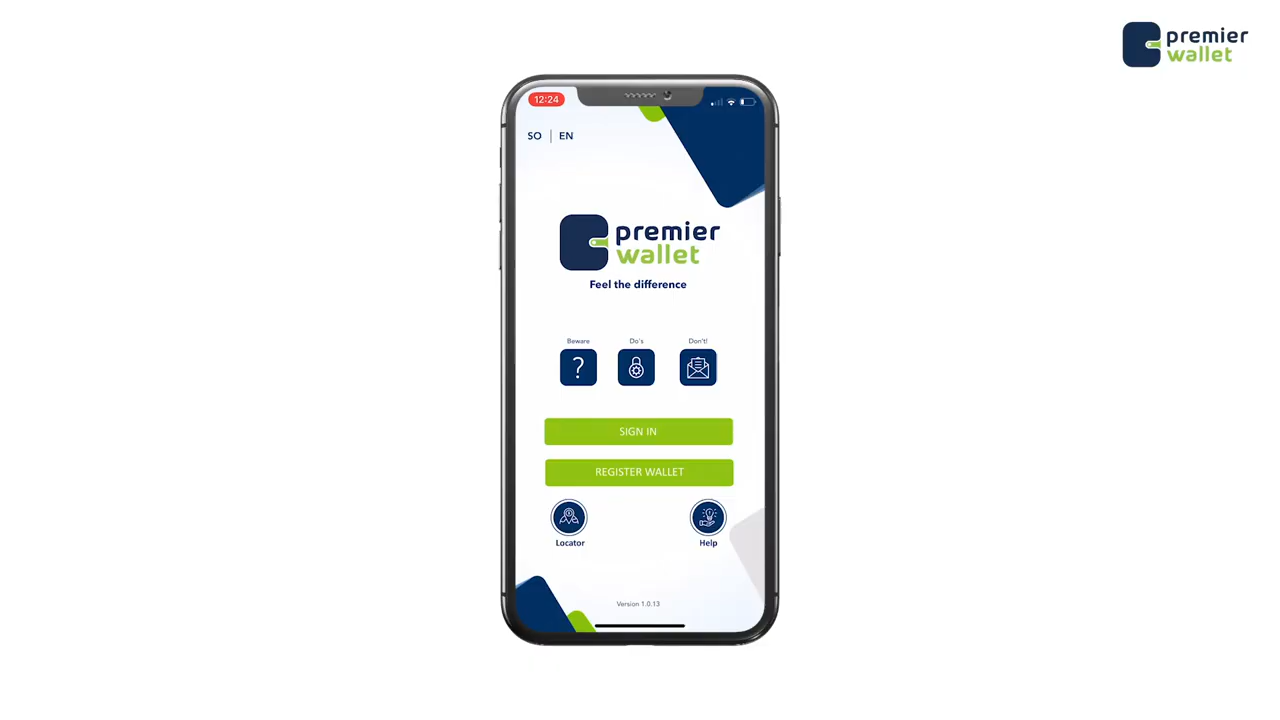 premier
wallet
12:24
SO | EN
premier
wallet
Feel the difference
Beware
Do's
Don't!
SIGN IN
REGISTER WALLET
Locator
Help
Version 1.0.13